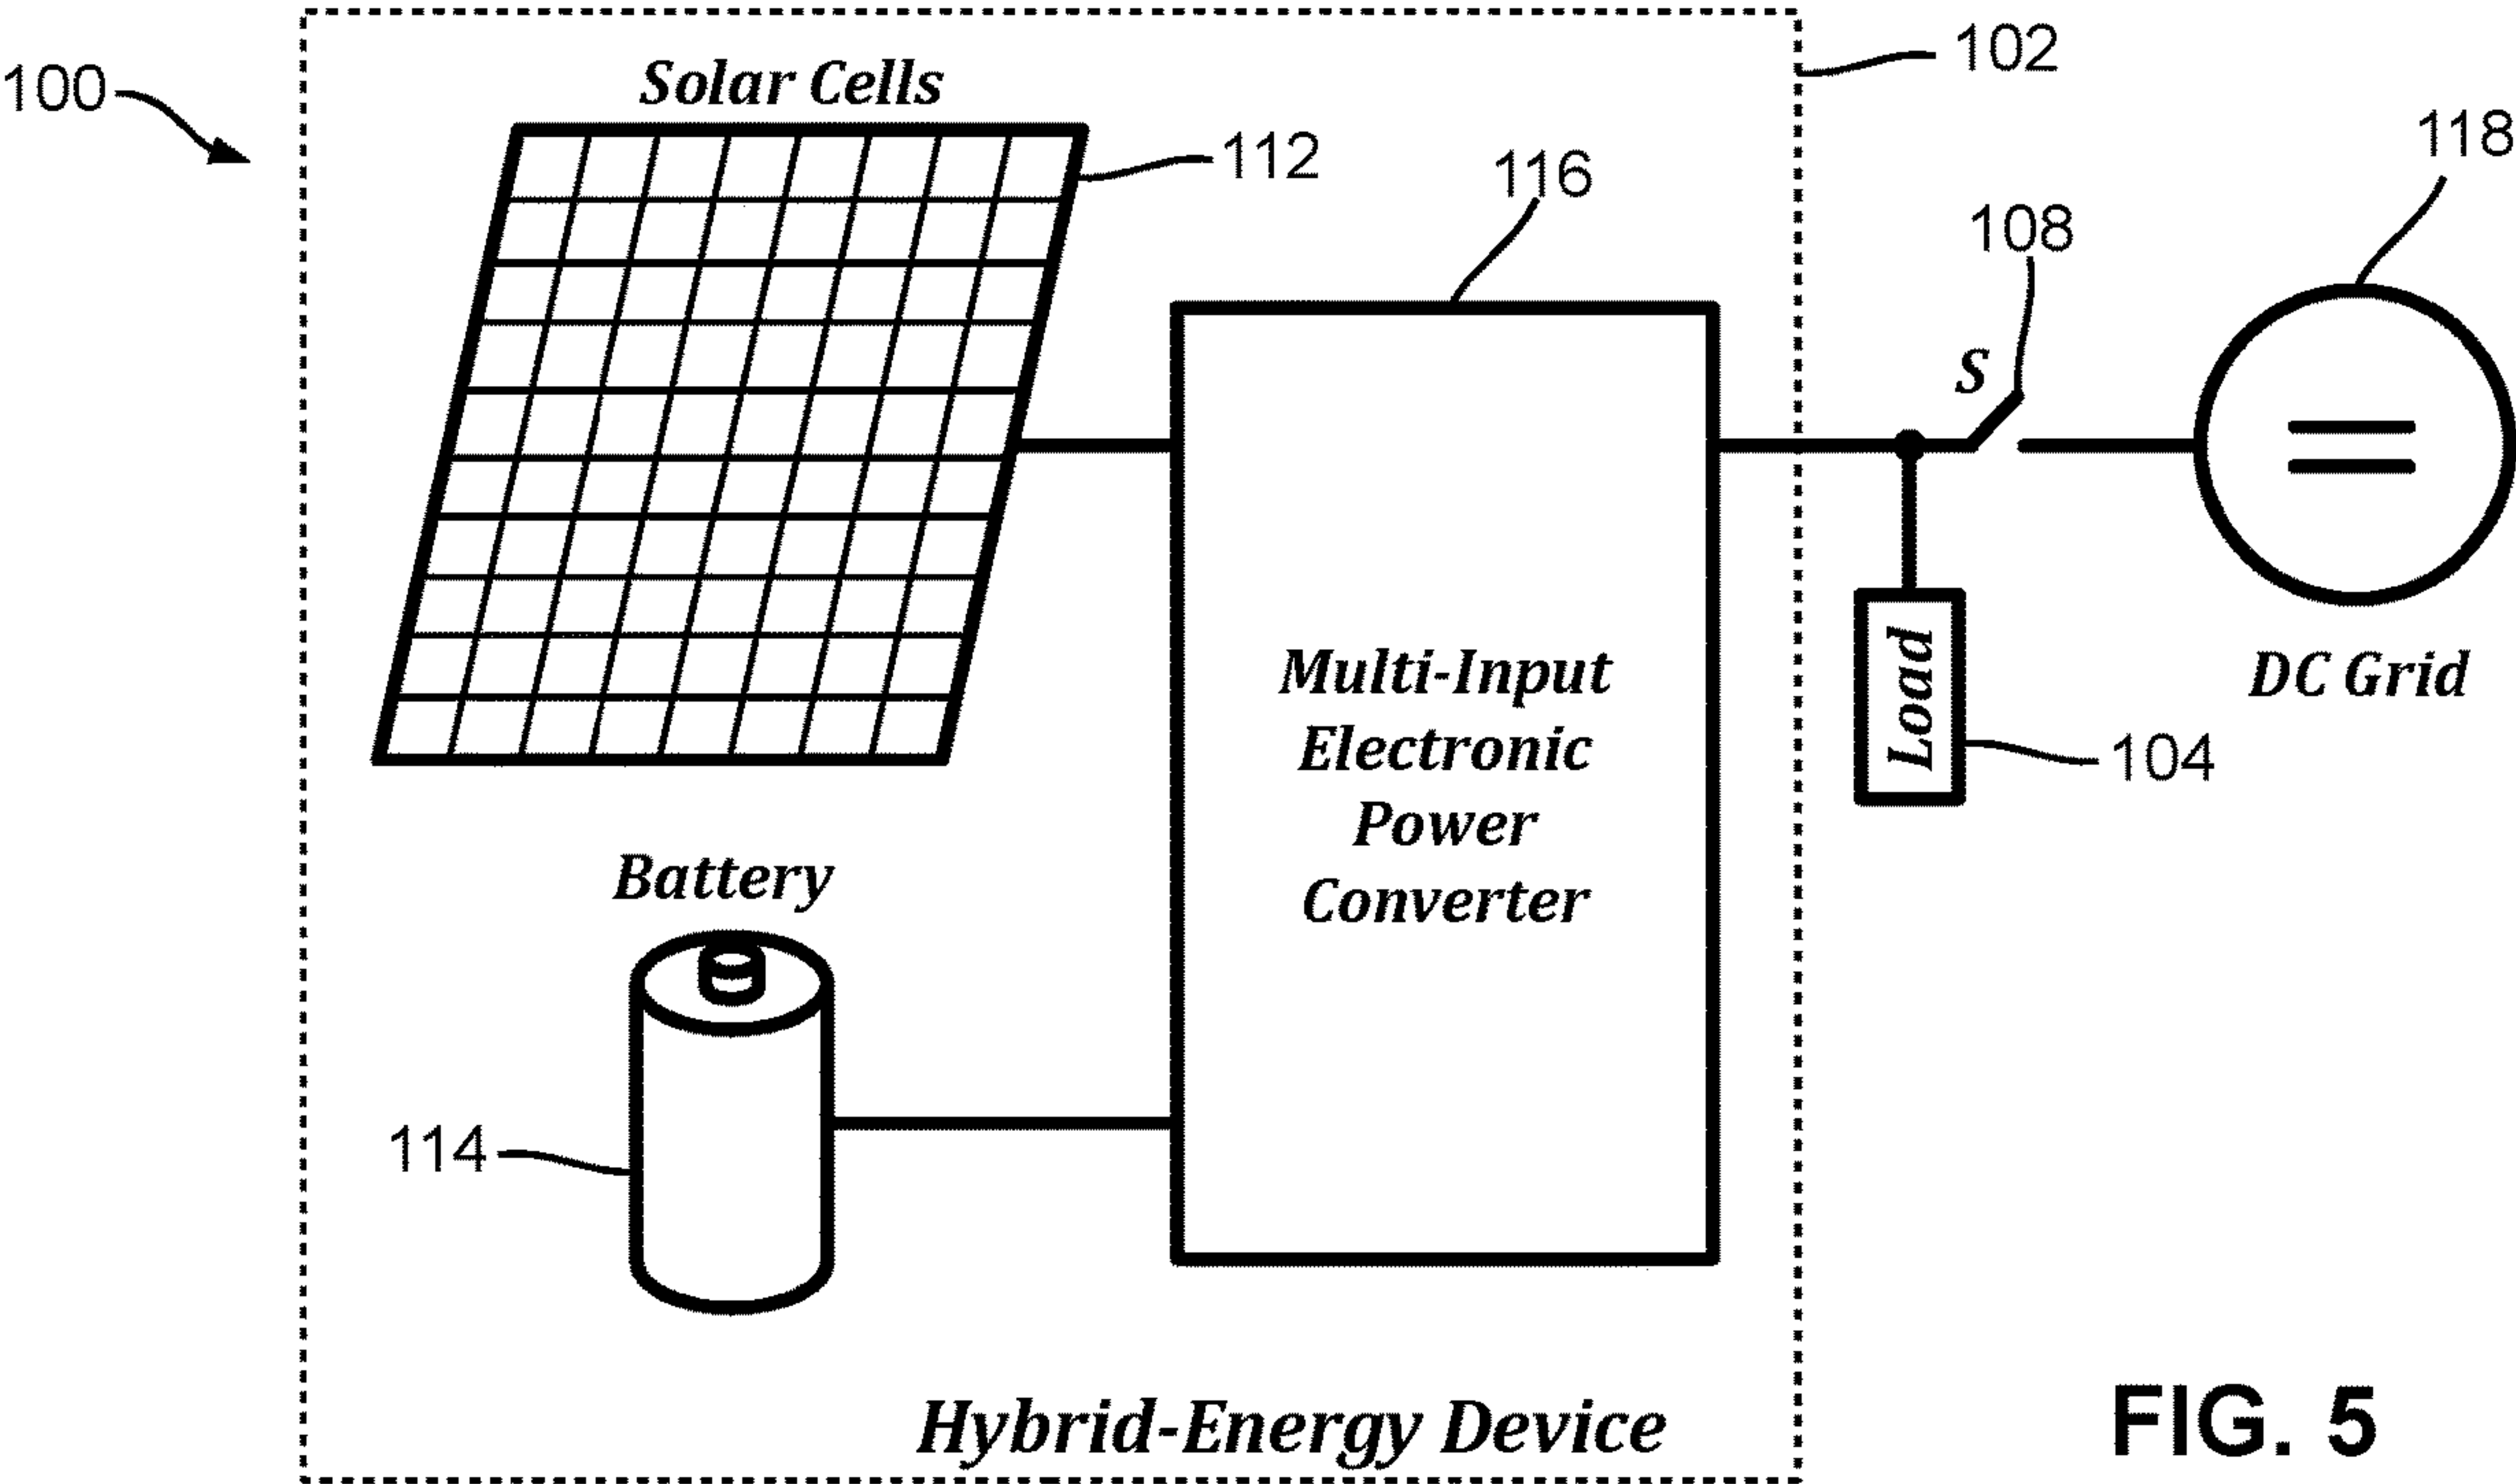 100
102
Solar Cells
112
116
118
108
S
Load
DC Grid
104
Multi-Input
Electronic
Power
Converter
Battery
114
Hybrid-Energy Device
FIG. 5